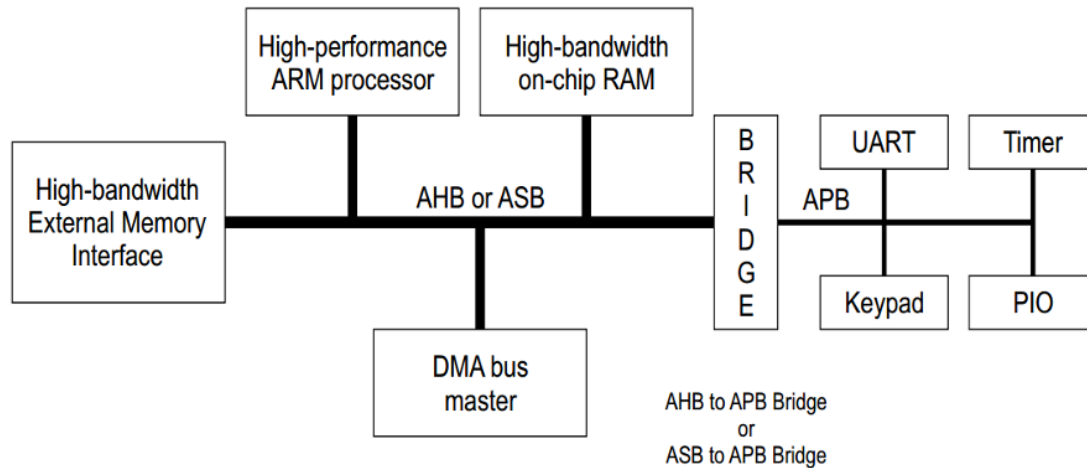 High-performance
ARM processor
High-bandwidth
on-chip RAM
High-bandwidth
External Memory
Interface
AHB or ASB
B
R
I
D
G
E
APB
UART
Timer
Keypad
PIO
DMA bus
master
AHB to APB Bridge
or
ASB to APB Bridge